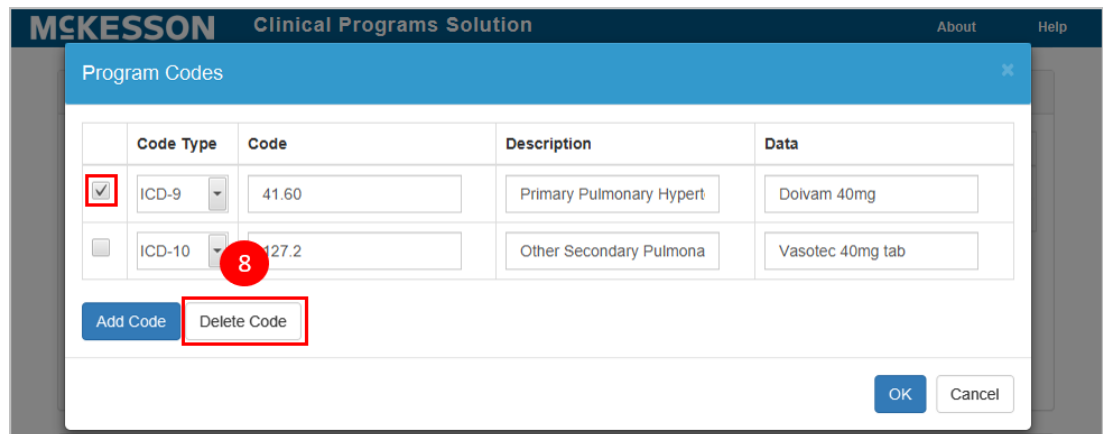 MCKESSON Clinical Programs Solution About Help
Program Codes ×
Code Type Code Description Data
ICD-9 41.60 Primary Pulmonary Hypert Doivam 40mg
ICD-10 127.2 Other Secondary Pulmona Vasotec 40mg tab
8
Add Code Delete Code
OK Cancel